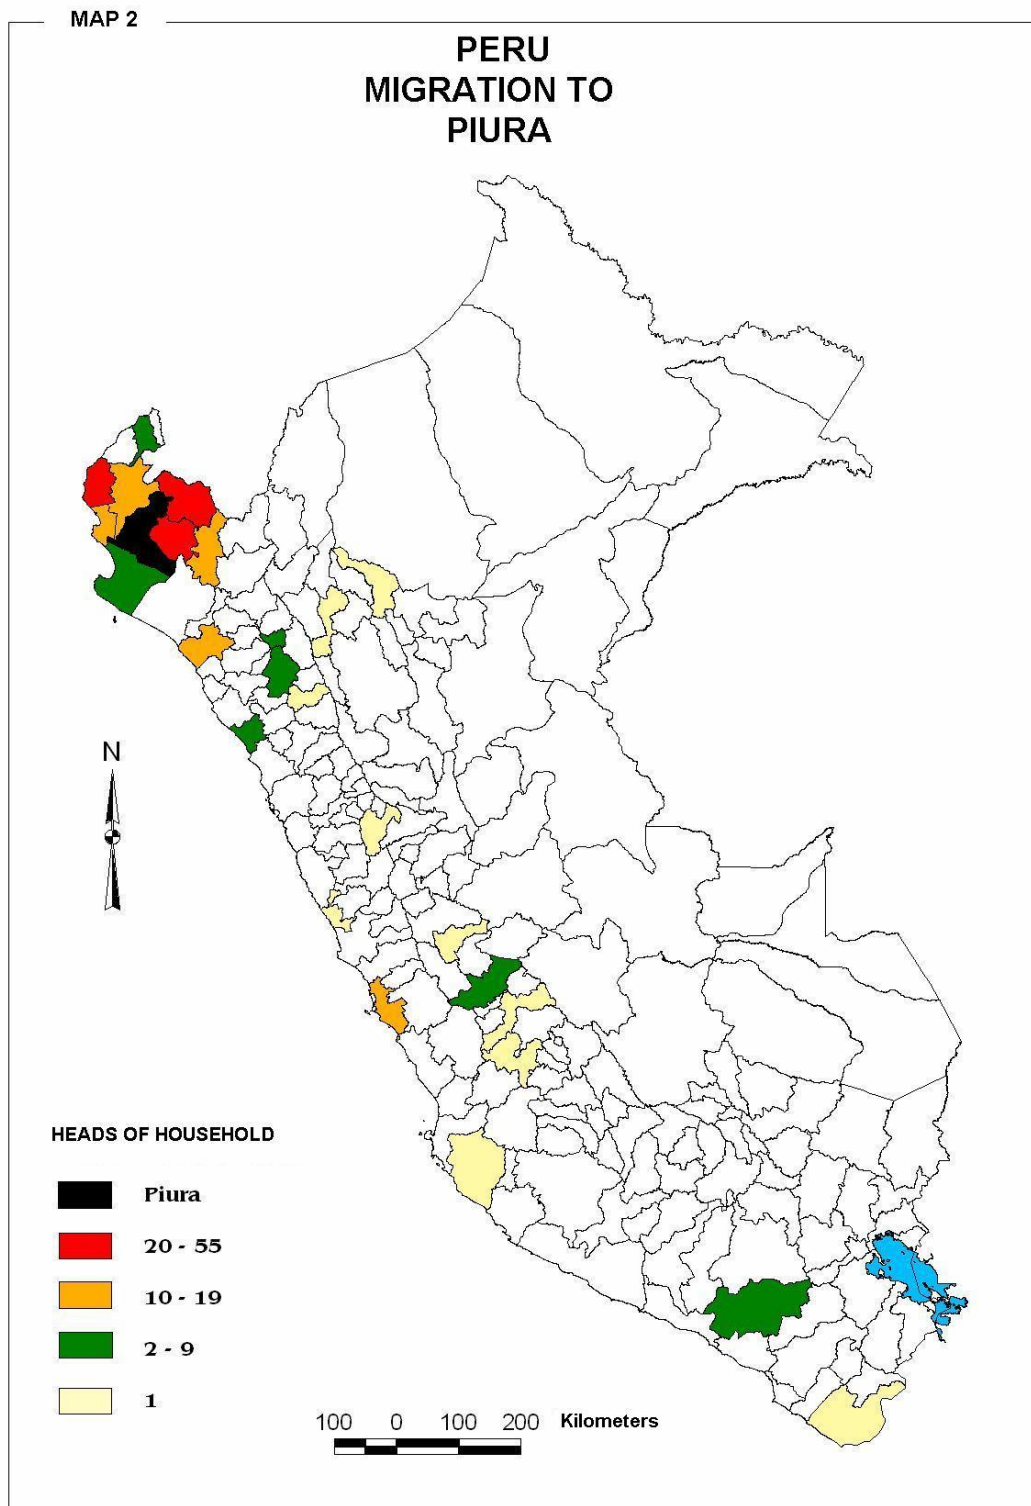 MAP 2
PERU
MIGRATION TO
PIURA
N
HEADS OF HOUSEHOLD
Piura
20 - 55
10 - 19
2 - 9
1
100 0 100 200 Kilometers